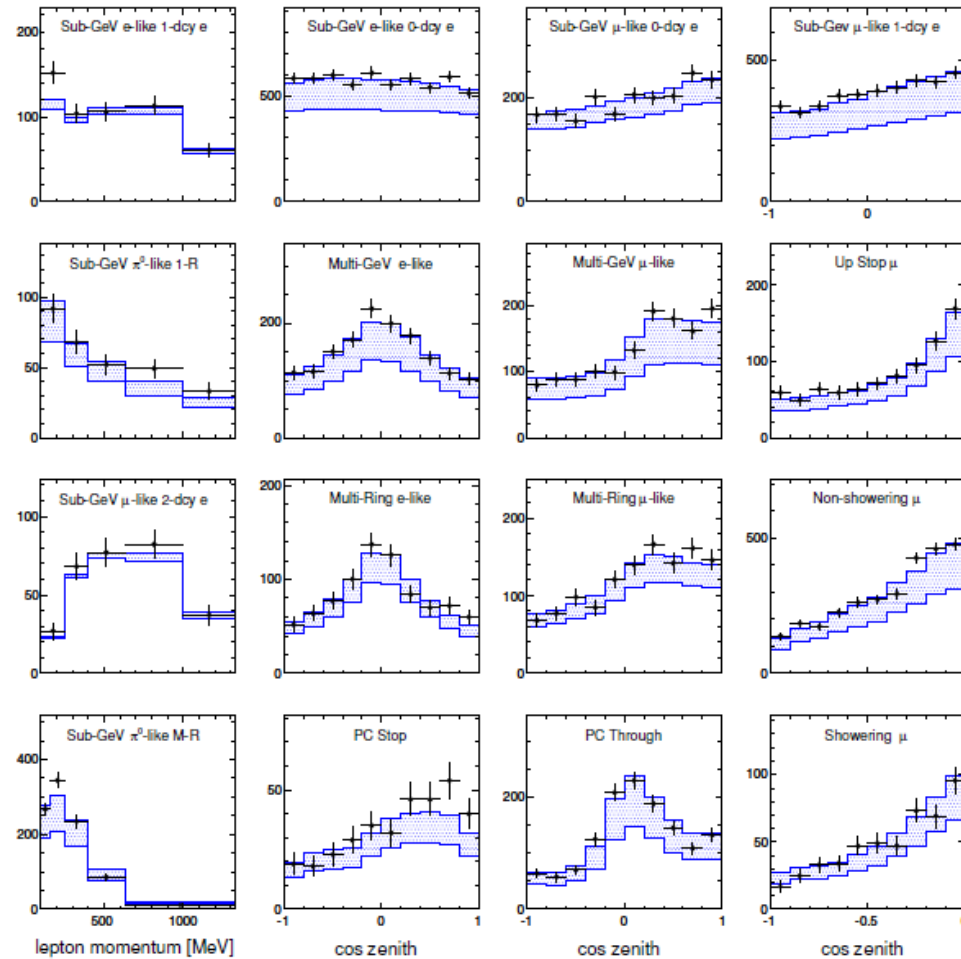 Sub-GeV e-like 1-dcy e
200
100
0
Sub-GeV e-like 0-dcy e
500
0
Sub-GeV μ-like 0-dcy e
200
0
Sub-Gev μ-like 1-dcy e
500
0
-1 0
Sub-GeV π⁰-like 1-R
100
50
0
Multi-GeV e-like
200
0
Multi-GeV μ-like
200
100
0
Up Stop μ
200
100
0
Sub-GeV μ-like 2-dcy e
100
50
0
Multi-Ring e-like
200
100
0
Multi-Ring μ-like
200
100
0
Non-showering μ
500
0
Sub-GeV π⁰-like M-R
400
200
0
500 1000
lepton momentum [MeV]
PC Stop
50
0
-1 0 1
cos zenith
PC Through
200
0
-1 0 1
cos zenith
Showering μ
100
50
0
-1 -0.5 0
cos zenith